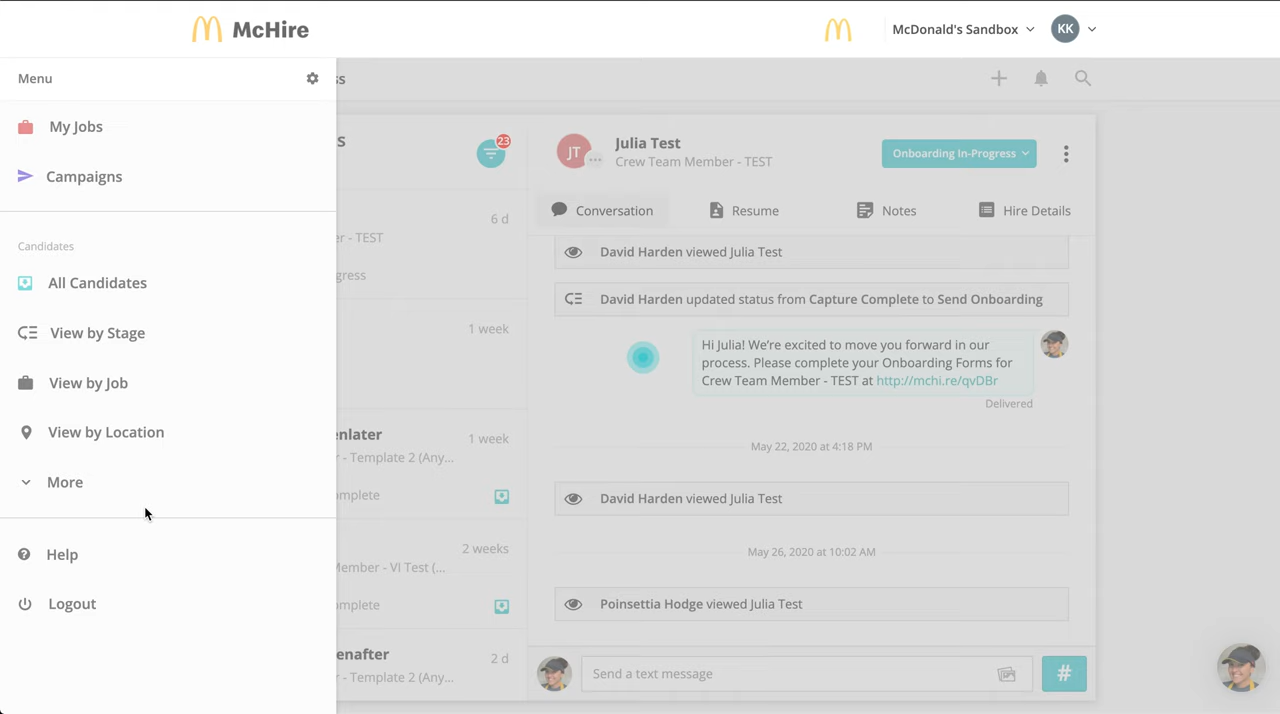 McHire
McDonald's Sandbox
KK
Menu
ss
My Jobs
Campaigns
Candidates
All Candidates
View by Stage
View by Job
View by Location
More
Help
Logout
s
23
6 d
er - TEST
gress
1 week
enlater
1 week
r - Template 2 (Any...
omplete
2 weeks
Member - VI Test (...
omplete
enafter
2 d
r - Template 2 (Any...
JT
Julia Test
Crew Team Member - TEST
Onboarding In-Progress
Conversation
Resume
Notes
Hire Details
David Harden viewed Julia Test
David Harden updated status from Capture Complete to Send Onboarding
Hi Julia! We're excited to move you forward in our
process. Please complete your Onboarding Forms for
Crew Team Member - TEST at http://mchi.re/qvDBr
Delivered
May 22, 2020 at 4:18 PM
David Harden viewed Julia Test
May 26, 2020 at 10:02 AM
Poinsettia Hodge viewed Julia Test
Send a text message
#